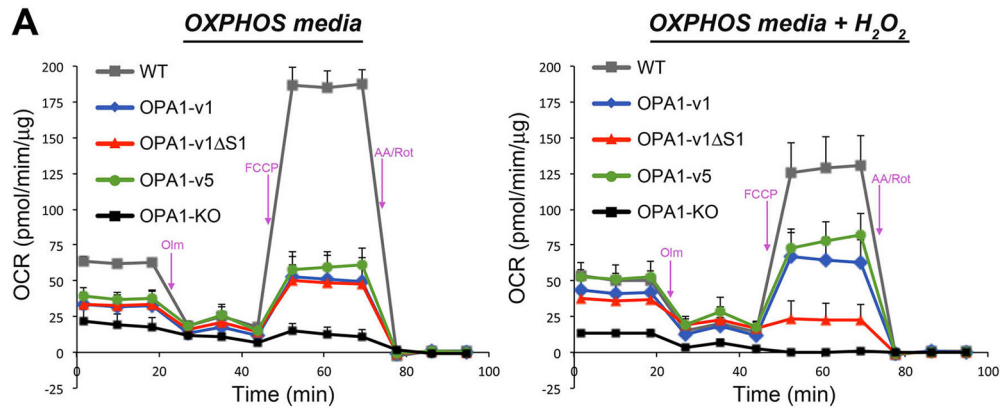 A
OXPHOS media
OXPHOS media + H₂O₂
200
175
150
125
100
75
50
25
0
-25
OCR (pmol/mim/µg)
WT
OPA1-v1
OPA1-v1ΔS1
OPA1-v5
OPA1-KO
Olm
FCCP
AA/Rot
0
20
40
60
80
100
Time (min)
200
175
150
125
100
75
50
25
0
-25
OCR (pmol/mim/µg)
WT
OPA1-v1
OPA1-v1ΔS1
OPA1-v5
OPA1-KO
Olm
FCCP
AA/Rot
0
20
40
60
80
100
Time (min)